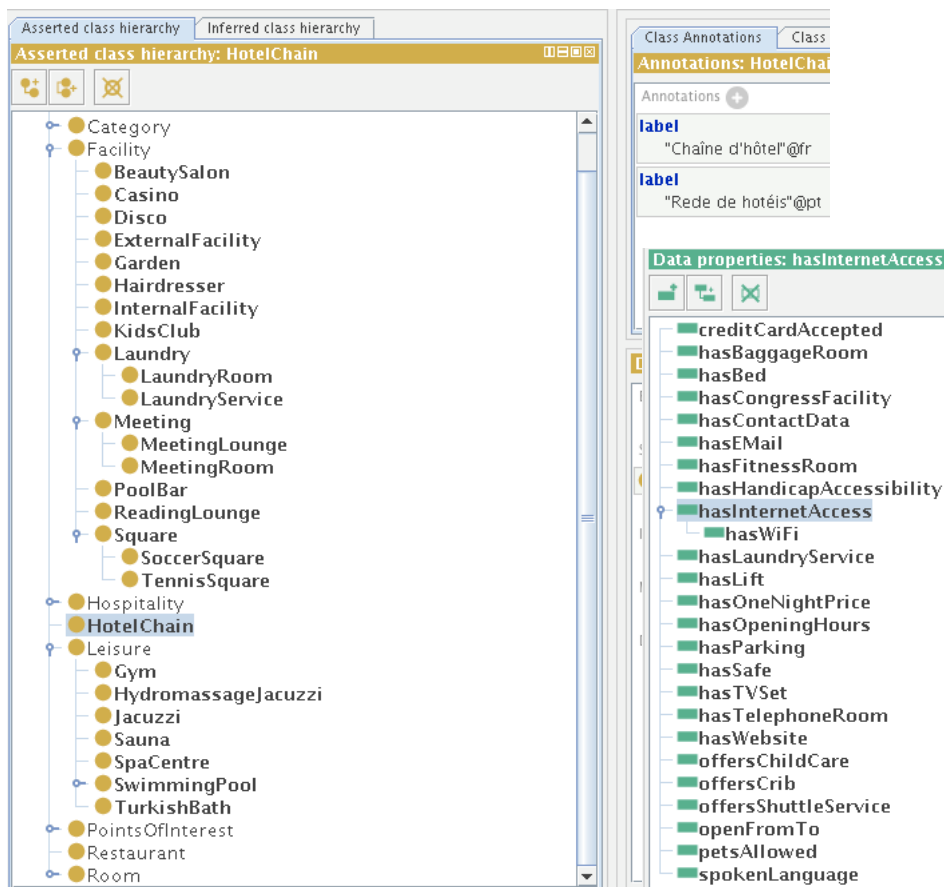 Asserted class hierarchy
Inferred class hierarchy
Asserted class hierarchy: HotelChain
Category
Facility
BeautySalon
Casino
Disco
ExternalFacility
Garden
Hairdresser
InternalFacility
KidsClub
Laundry
LaundryRoom
LaundryService
Meeting
MeetingLounge
MeetingRoom
PoolBar
ReadingLounge
Square
SoccerSquare
TennisSquare
Hospitality
HotelChain
Leisure
Gym
HydromassageJacuzzi
Jacuzzi
Sauna
SpaCentre
SwimmingPool
TurkishBath
PointsOfInterest
Restaurant
Room
Class Annotations
Class
Annotations: HotelChai
Annotations
label
"Chaîne d'hôtel"@fr
label
"Rede de hotéis"@pt
Data properties: hasInternetAccess
creditCardAccepted
hasBaggageRoom
hasBed
hasCongressFacility
hasContactData
hasEMail
hasFitnessRoom
hasHandicapAccessibility
hasInternetAccess
hasWiFi
hasLaundryService
hasLift
hasOneNightPrice
hasOpeningHours
hasParking
hasSafe
hasTVSet
hasTelephoneRoom
hasWebsite
offersChildCare
offersCrib
offersShuttleService
openFromTo
petsAllowed
spokenLanguage